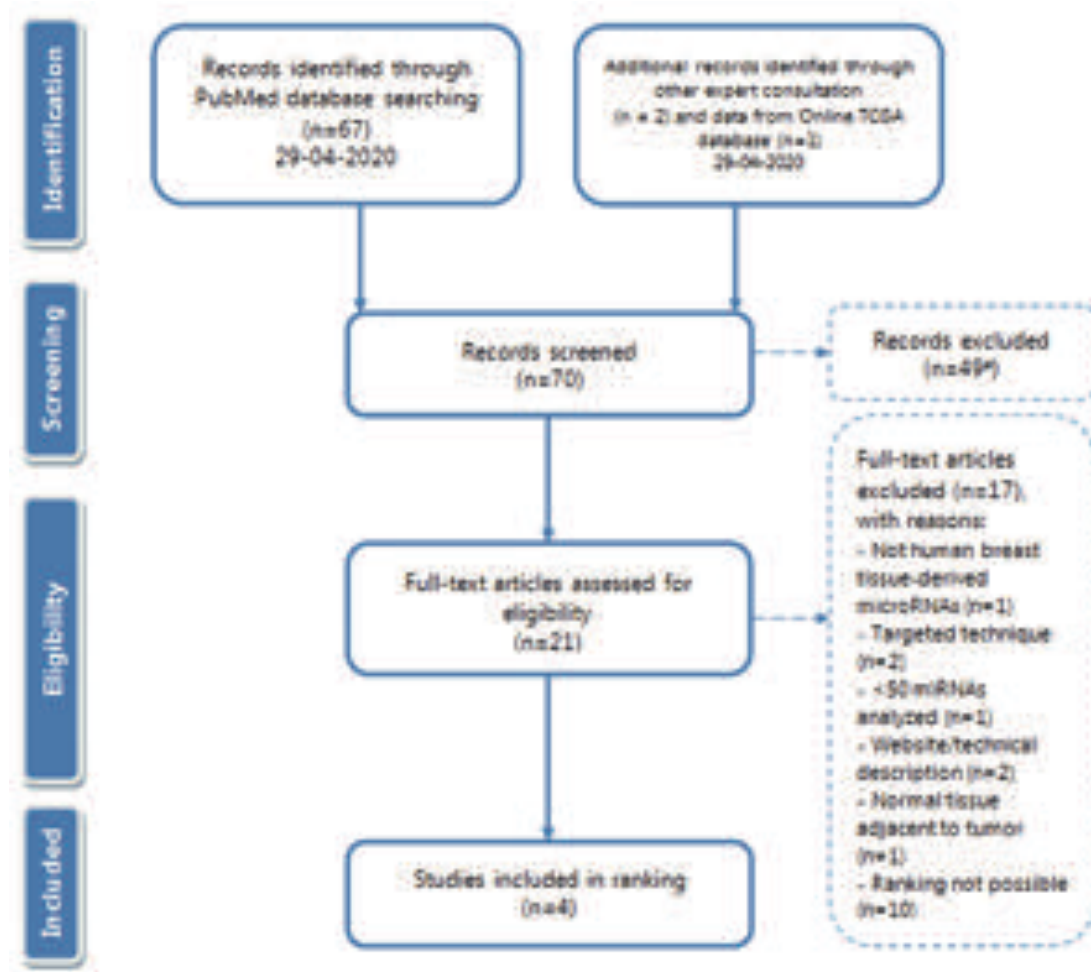 Identification
Records identified through
PubMed database searching
(n=67)
29-04-2020
Additional records identified through
other expert consultation
(n = 2) and data from Online TCGA
database (n=1)
29-04-2020
Screening
Records screened
(n=70)
Records excluded
(n=49*)
Eligibility
Full-text articles assessed for
eligibility
(n=21)
Full-text articles
excluded (n=17),
with reasons:
- Not human breast
tissue-derived
microRNAs (n=1)
- Targeted technique
(n=2)
- <50 miRNAs
analyzed (n=1)
- Website/technical
description (n=2)
- Normal tissue
adjacent to tumor
(n=1)
- Ranking not possible
(n=10)
Included
Studies included in ranking
(n=4)